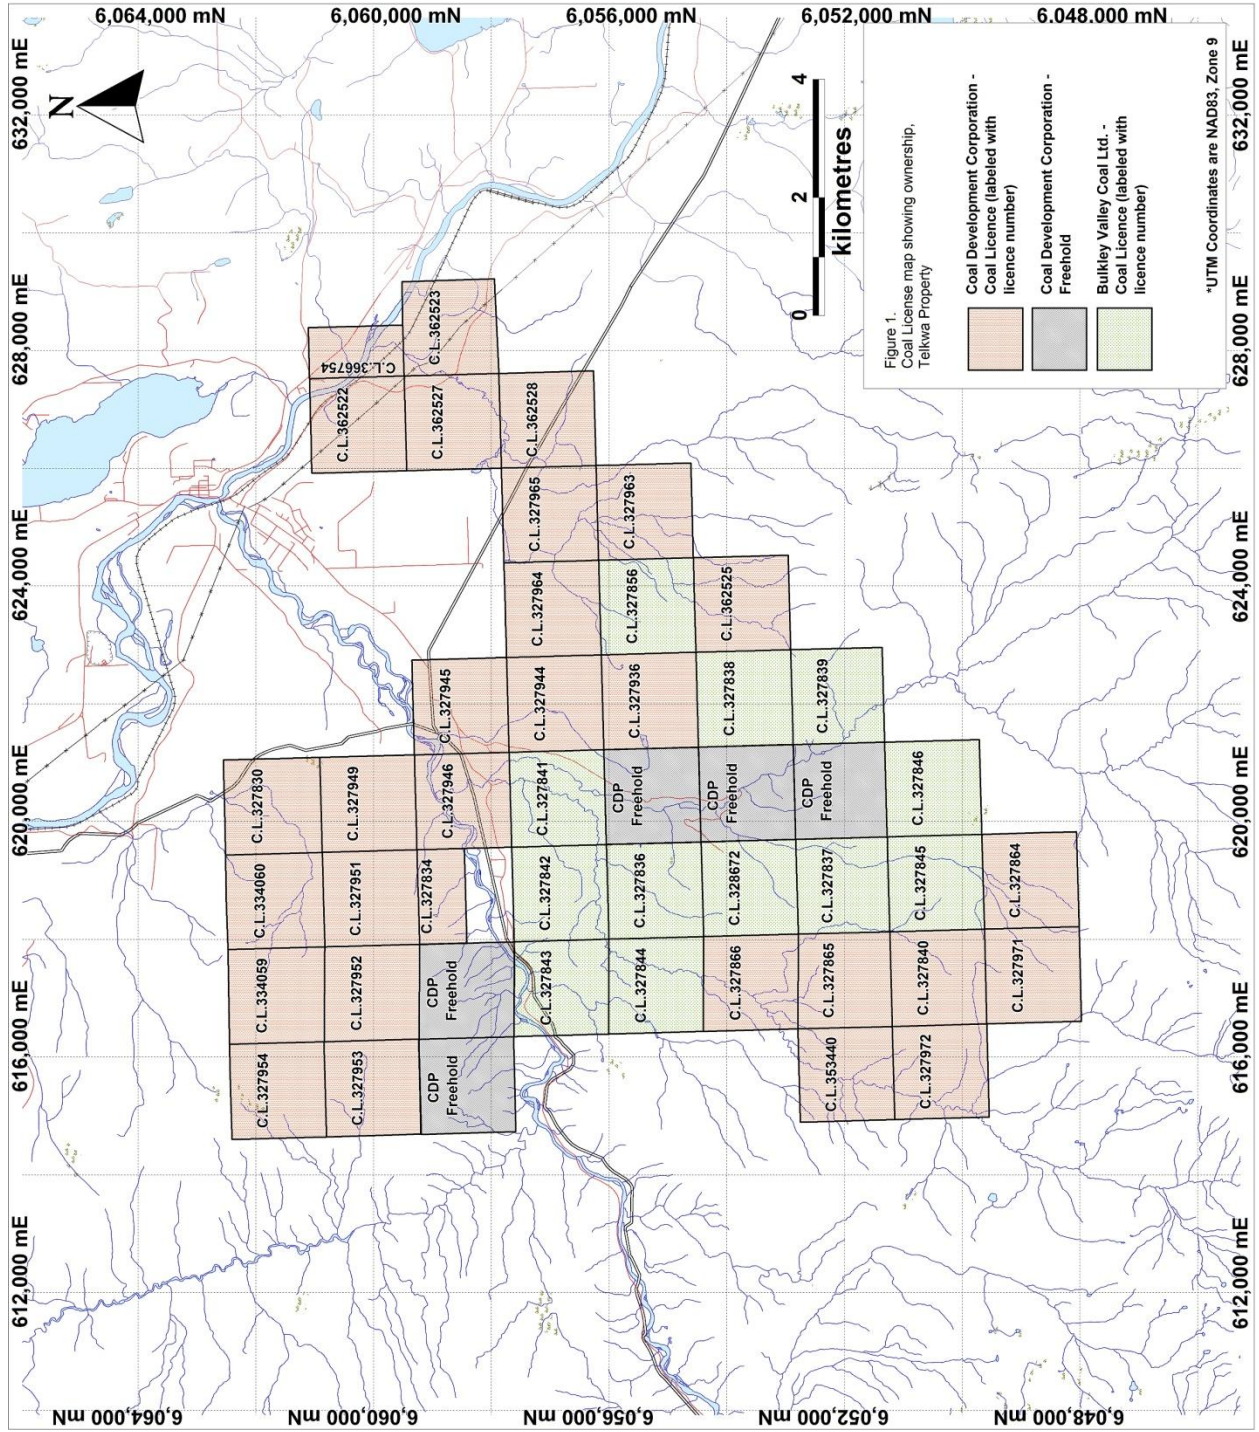 6,064,000 mN
6,060,000 mN
6,056,000 mN
6,052,000 mN
6,048,000 mN
N
632,000 mE
628,000 mE
624,000 mE
620,000 mE
616,000 mE
612,000 mE
0
2
4
kilometres
Figure 1.
Coal License map showing ownership,
Telkwa Property
Coal Development Corporation -
Coal Licence (labeled with
licence number)
Coal Development Corporation -
Freehold
Bulkley Valley Coal Ltd. -
Coal Licence (labeled with
licence number)
*UTM Coordinates are NAD83, Zone 9
C.L.366754
C.L.362523
C.L.362522
C.L.362527
C.L.362528
C.L.327965
C.L.327963
C.L.327964
C.L.327856
C.L.362525
C.L.327945
C.L.327944
C.L.327936
C.L.327838
C.L.327839
C.L.327830
C.L.327949
C.L.327946
C.L.327841
CDP
Freehold
CDP
Freehold
CDP
Freehold
C.L.327846
C.L.334060
C.L.327951
C.L.327834
C.L.327842
C.L.327836
C.L.328672
C.L.327837
C.L.327845
C.L.327864
C.L.334059
C.L.327952
CDP
Freehold
C.L.327843
C.L.327844
C.L.327866
C.L.327865
C.L.327840
C.L.327971
C.L.327954
C.L.327953
CDP
Freehold
C.L.353440
C.L.327972
632,000 mE
628,000 mE
624,000 mE
620,000 mE
616,000 mE
612,000 mE
6,064,000 mN
6,060,000 mN
6,056,000 mN
6,052,000 mN
6,048,000 mN